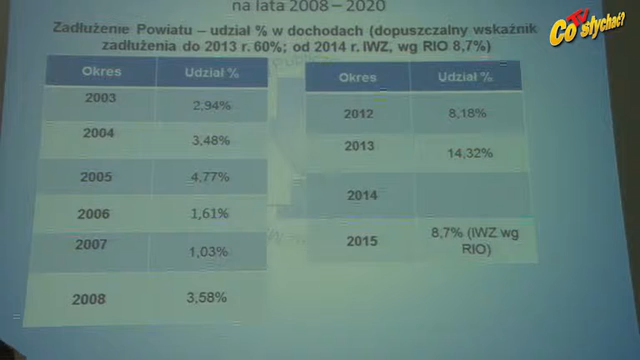 na lata 2008 – 2020
Zadłużenie Powiatu – udział % w dochodach (dopuszczalny wskaźnik
zadłużenia do 2013 r. 60%; od 2014 r. IWZ, wg RIO 8,7%)
Okres Udział %
2003 2,94%
2004 3,48%
2005 4,77%
2006 1,61%
2007 1,03%
2008 3,58%
Okres Udział %
2012 8,18%
2013 14,32%
2014
2015 8,7% (IWZ wg
RIO)
TV
Co słychać?